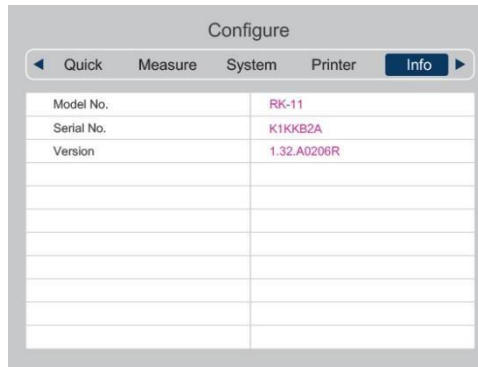 Configure
Quick Measure System Printer Info
Model No. RK-11
Serial No. K1KKB2A
Version 1.32.A0206R